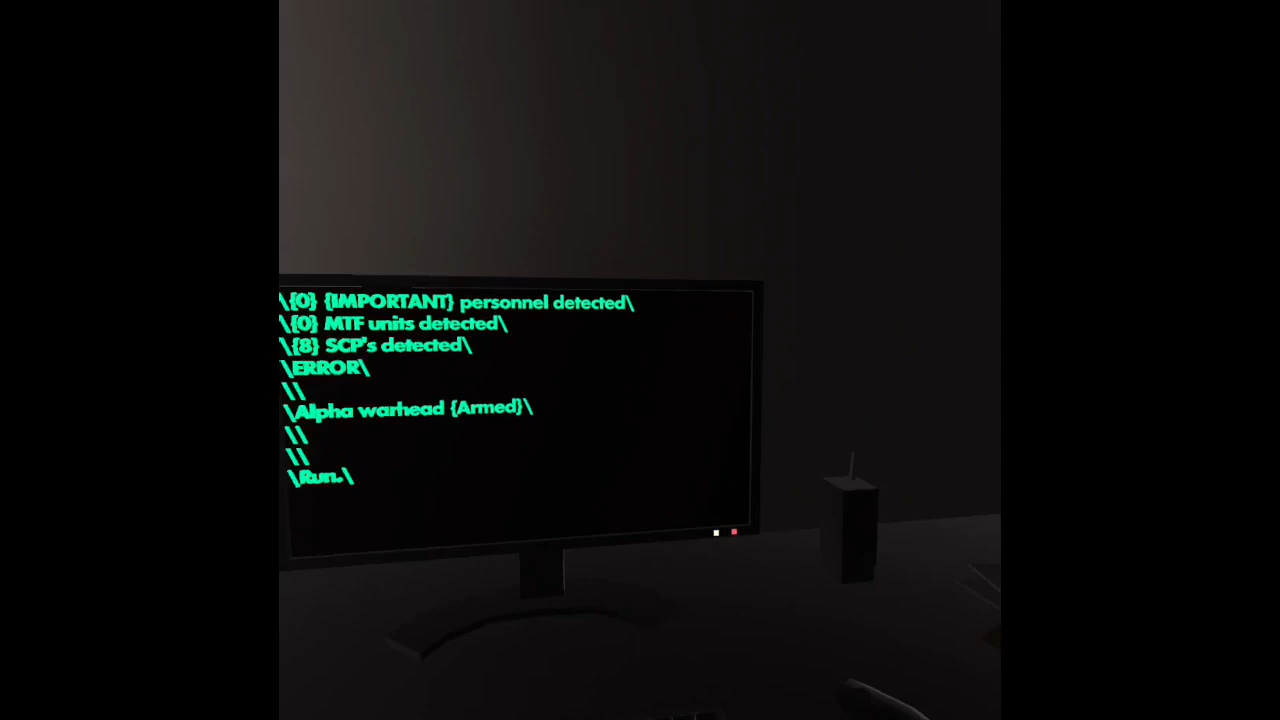 \{0} {IMPORTANT} personnel detected\
\{0} MTF units detected\
\{8} SCP's detected\
\ERROR\
\\
\Alpha warhead {Armed}\
\\
\\
\Run.\